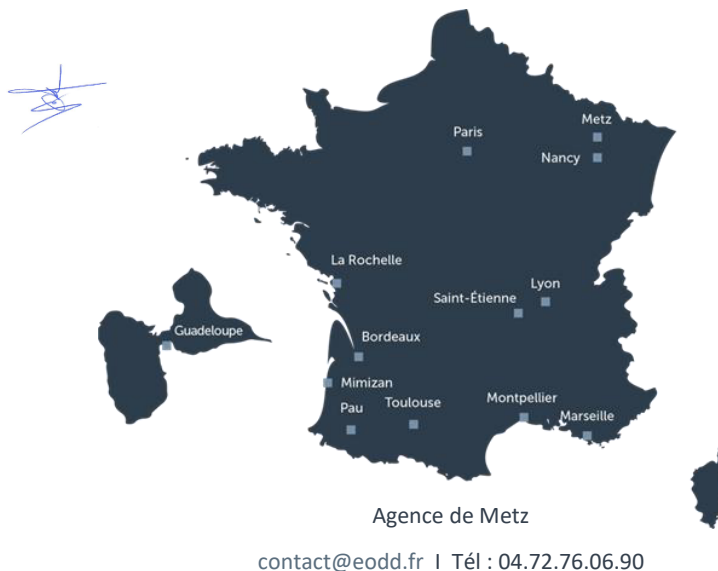 Metz
Paris
Nancy
La Rochelle
Lyon
Saint-Étienne
Guadeloupe
Bordeaux
Mimizan
Montpellier
Pau
Toulouse
Marseille
Agence de Metz
contact@eodd.fr I Tél : 04.72.76.06.90